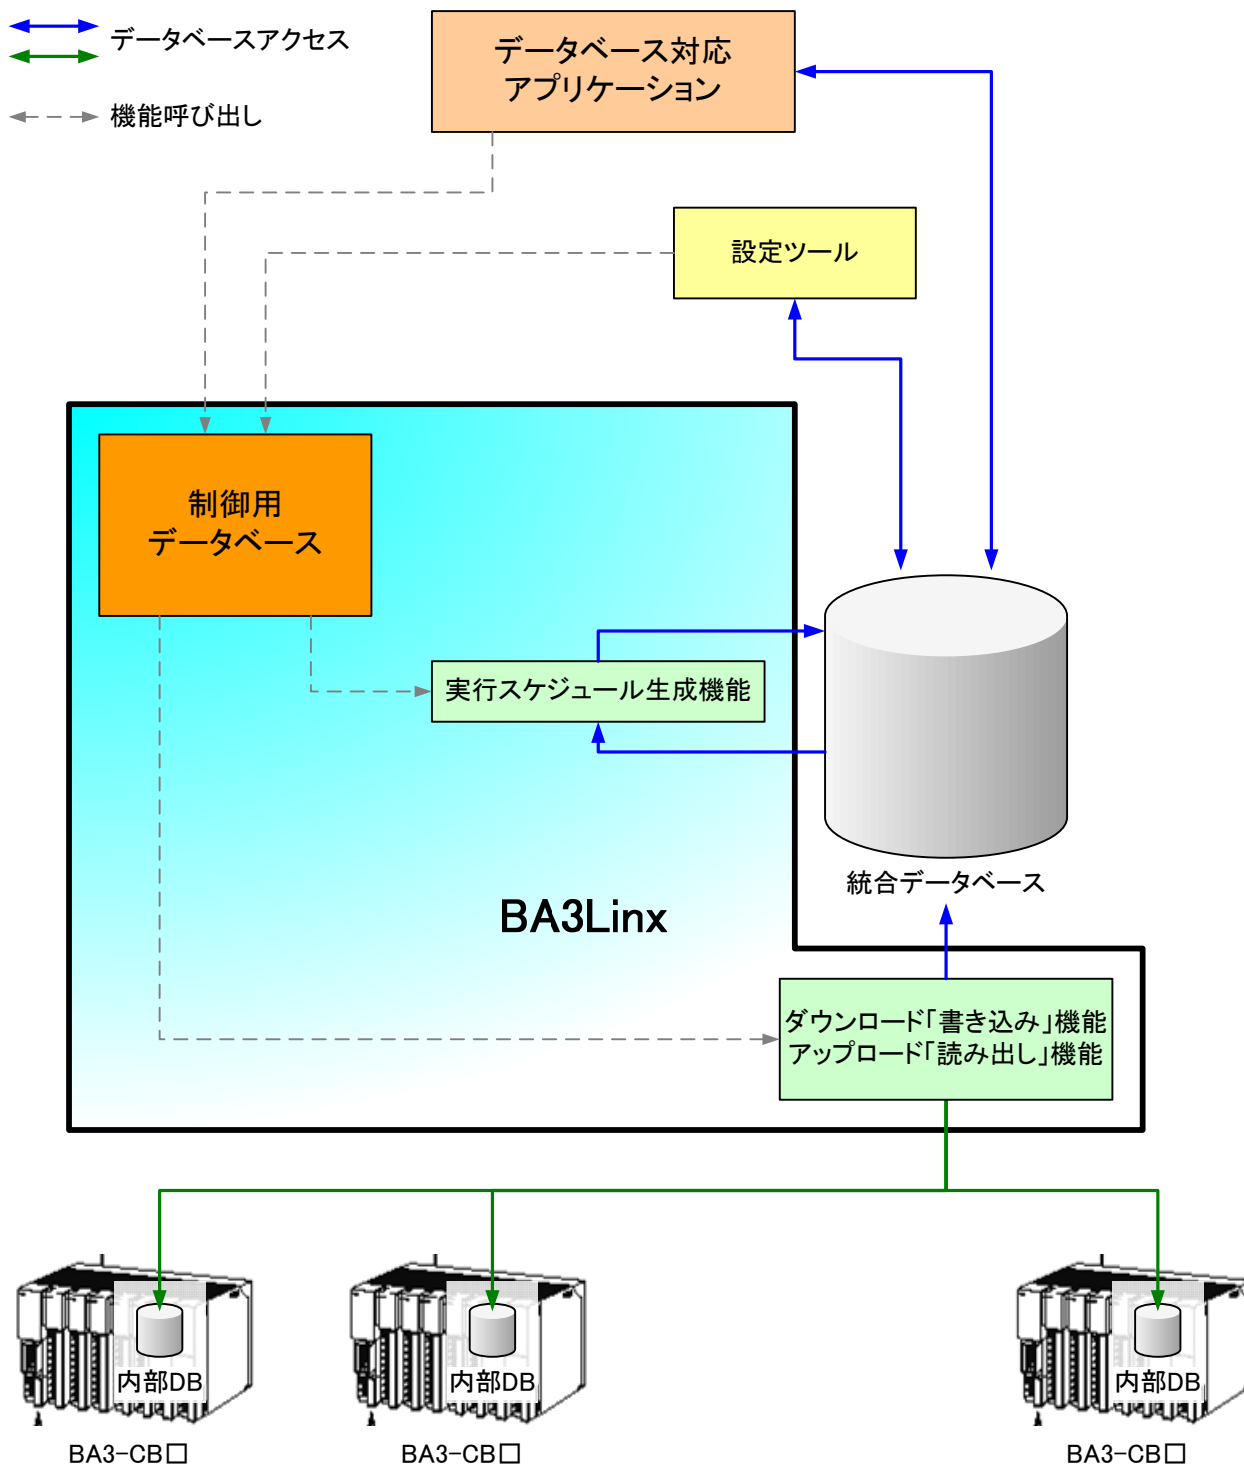 データベースアクセス
機能呼び出し
データベース対応
アプリケーション
設定ツール
制御用
データベース
実行スケジュール生成機能
統合データベース
BA3Linx
ダウンロード「書き込み」機能
アップロード「読み出し」機能
内部DB
内部DB
内部DB
BA3-CB□
BA3-CB□
BA3-CB□